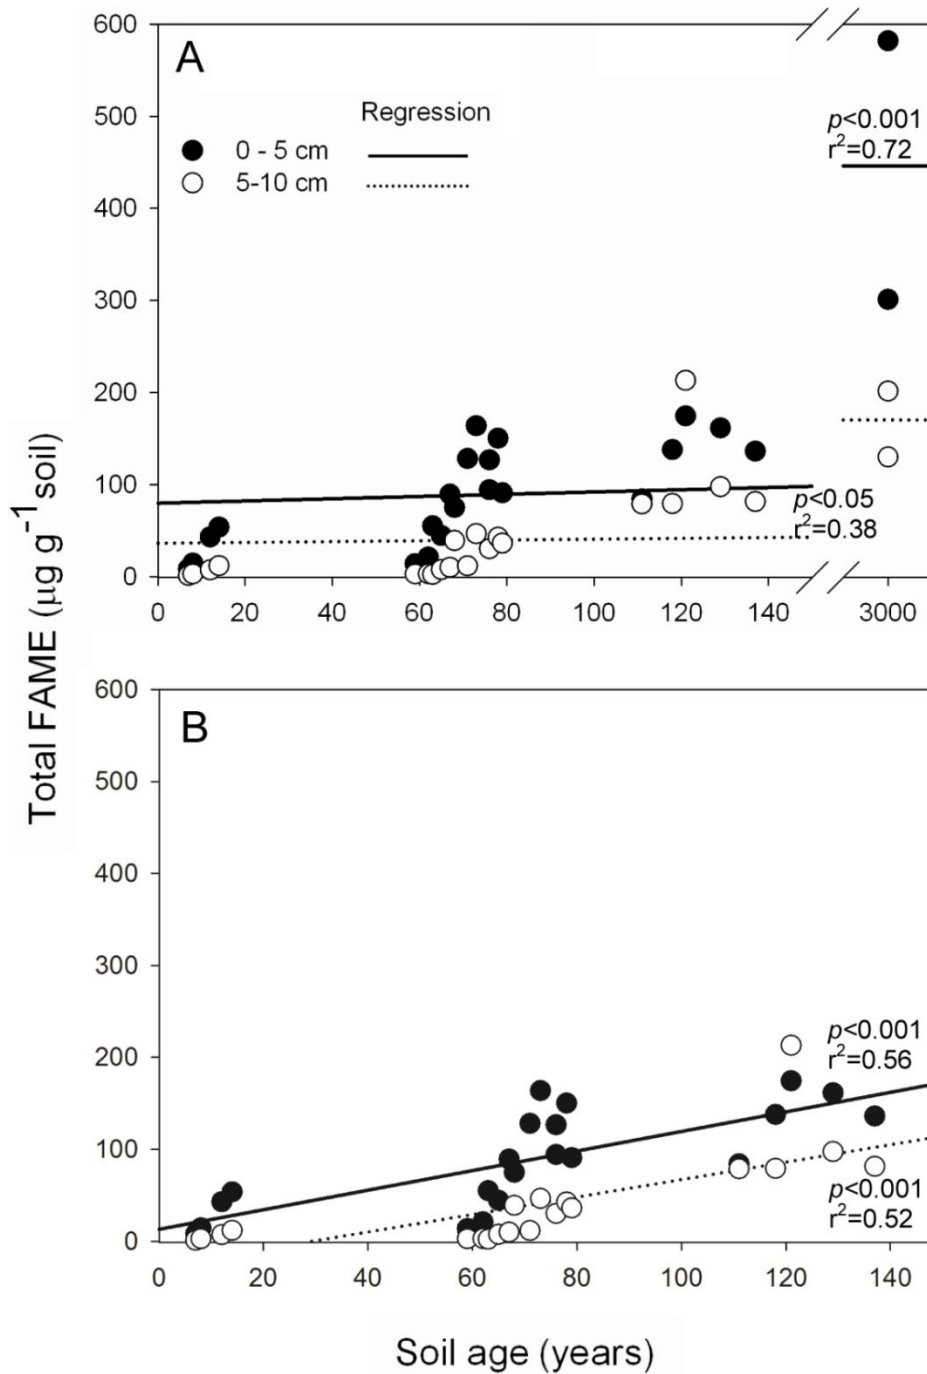 Total FAME (µg g⁻¹ soil)
600
500
400
300
200
100
0
A
Regression
0 - 5 cm
5-10 cm
p<0.001
r²=0.72
p<0.05
r²=0.38
0 20 40 60 80 100 120 140 3000
600
500
400
300
200
100
0
B
p<0.001
r²=0.56
p<0.001
r²=0.52
0 20 40 60 80 100 120 140
Soil age (years)